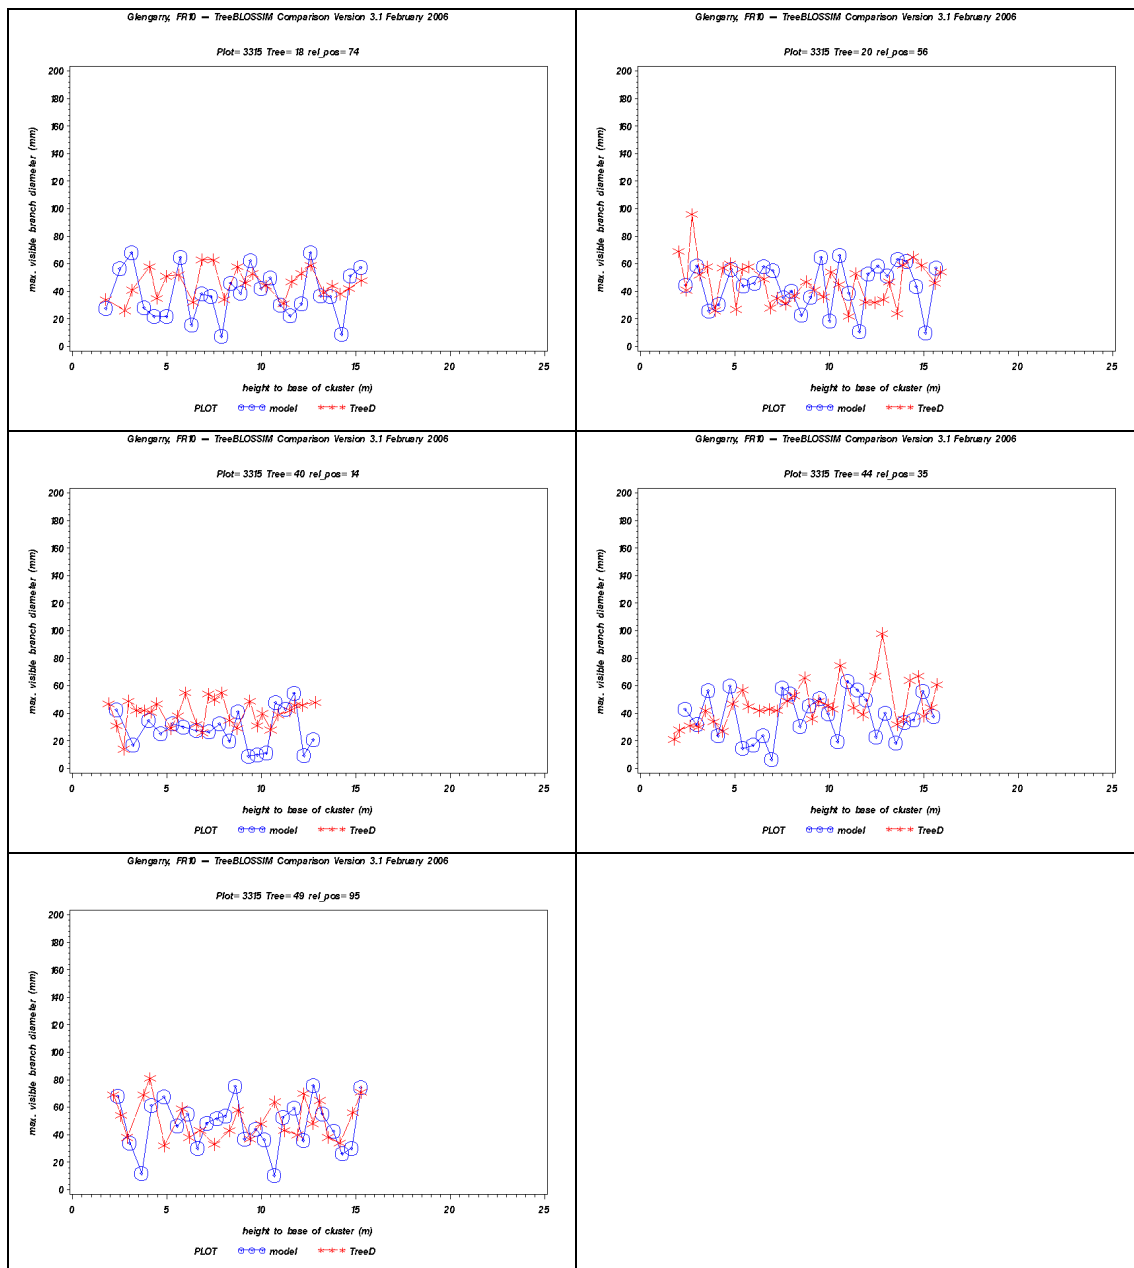 Glengarry, FR10 — TreeBLOSSIM Comparison Version 3.1 February 2006
Plot= 3315 Tree= 18 rel_pos= 74
max. visible branch diameter (mm)
200
180
160
140
120
100
80
60
40
20
0
0 5 10 15 20 25
height to base of cluster (m)
PLOT model TreeD
Glengarry, FR10 — TreeBLOSSIM Comparison Version 3.1 February 2006
Plot= 3315 Tree= 20 rel_pos= 56
max. visible branch diameter (mm)
200
180
160
140
120
100
80
60
40
20
0
0 5 10 15 20 25
height to base of cluster (m)
PLOT model TreeD
Glengarry, FR10 — TreeBLOSSIM Comparison Version 3.1 February 2006
Plot= 3315 Tree= 40 rel_pos= 14
max. visible branch diameter (mm)
200
180
160
140
120
100
80
60
40
20
0
0 5 10 15 20 25
height to base of cluster (m)
PLOT model TreeD
Glengarry, FR10 — TreeBLOSSIM Comparison Version 3.1 February 2006
Plot= 3315 Tree= 44 rel_pos= 35
max. visible branch diameter (mm)
200
180
160
140
120
100
80
60
40
20
0
0 5 10 15 20 25
height to base of cluster (m)
PLOT model TreeD
Glengarry, FR10 — TreeBLOSSIM Comparison Version 3.1 February 2006
Plot= 3315 Tree= 49 rel_pos= 95
max. visible branch diameter (mm)
200
180
160
140
120
100
80
60
40
20
0
0 5 10 15 20 25
height to base of cluster (m)
PLOT model TreeD